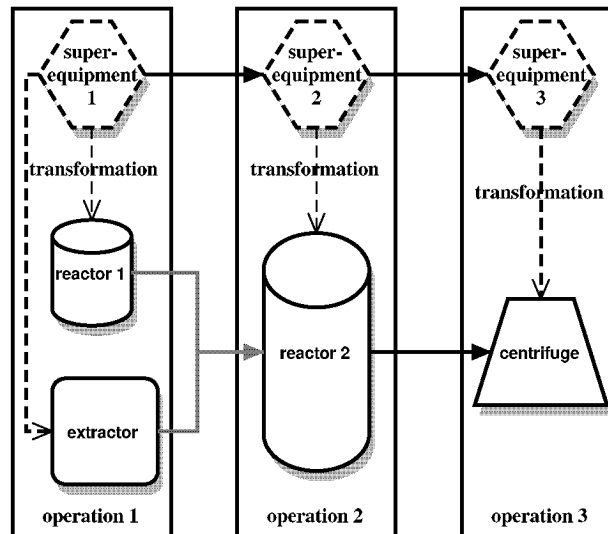 super-
equipment
1
super-
equipment
2
super-
equipment
3
transformation
transformation
transformation
reactor 1
reactor 2
centrifuge
extractor
operation 1
operation 2
operation 3